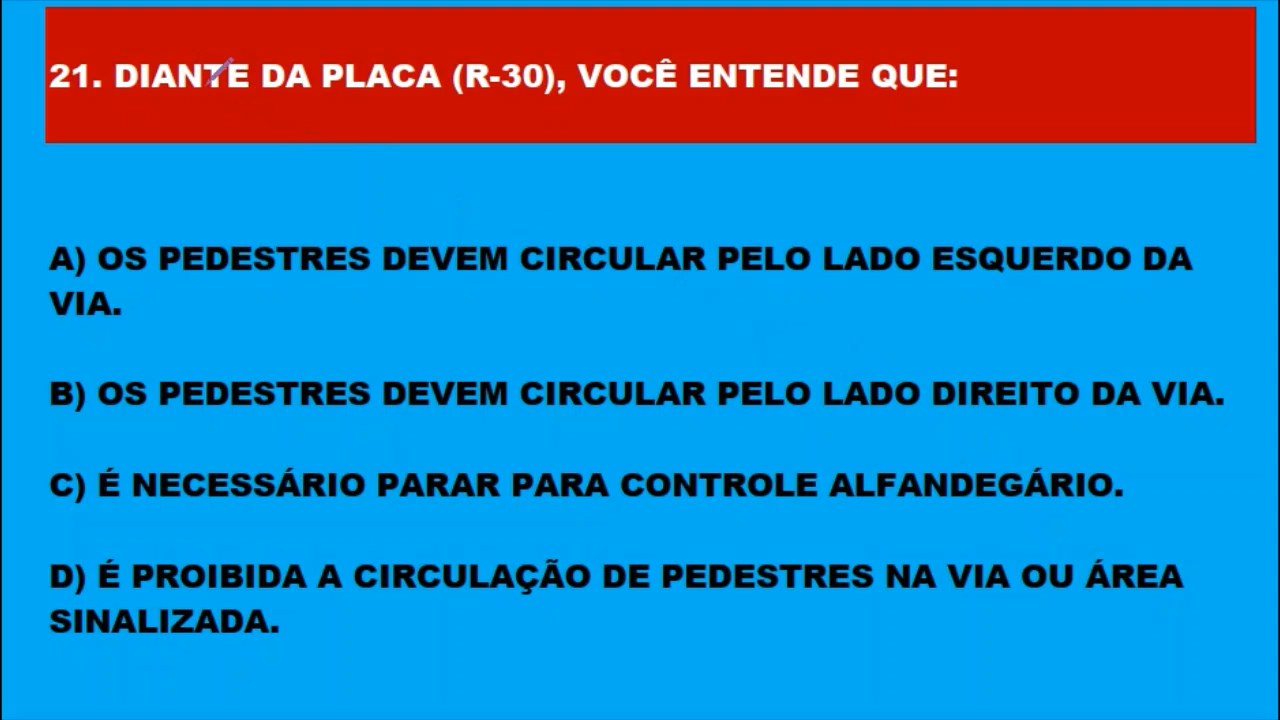 21. DIANTE DA PLACA (R-30), VOCÊ ENTENDE QUE:
A) OS PEDESTRES DEVEM CIRCULAR PELO LADO ESQUERDO DA
VIA.
B) OS PEDESTRES DEVEM CIRCULAR PELO LADO DIREITO DA VIA.
C) É NECESSÁRIO PARAR PARA CONTROLE ALFANDEGÁRIO.
D) É PROIBIDA A CIRCULAÇÃO DE PEDESTRES NA VIA OU ÁREA
SINALIZADA.